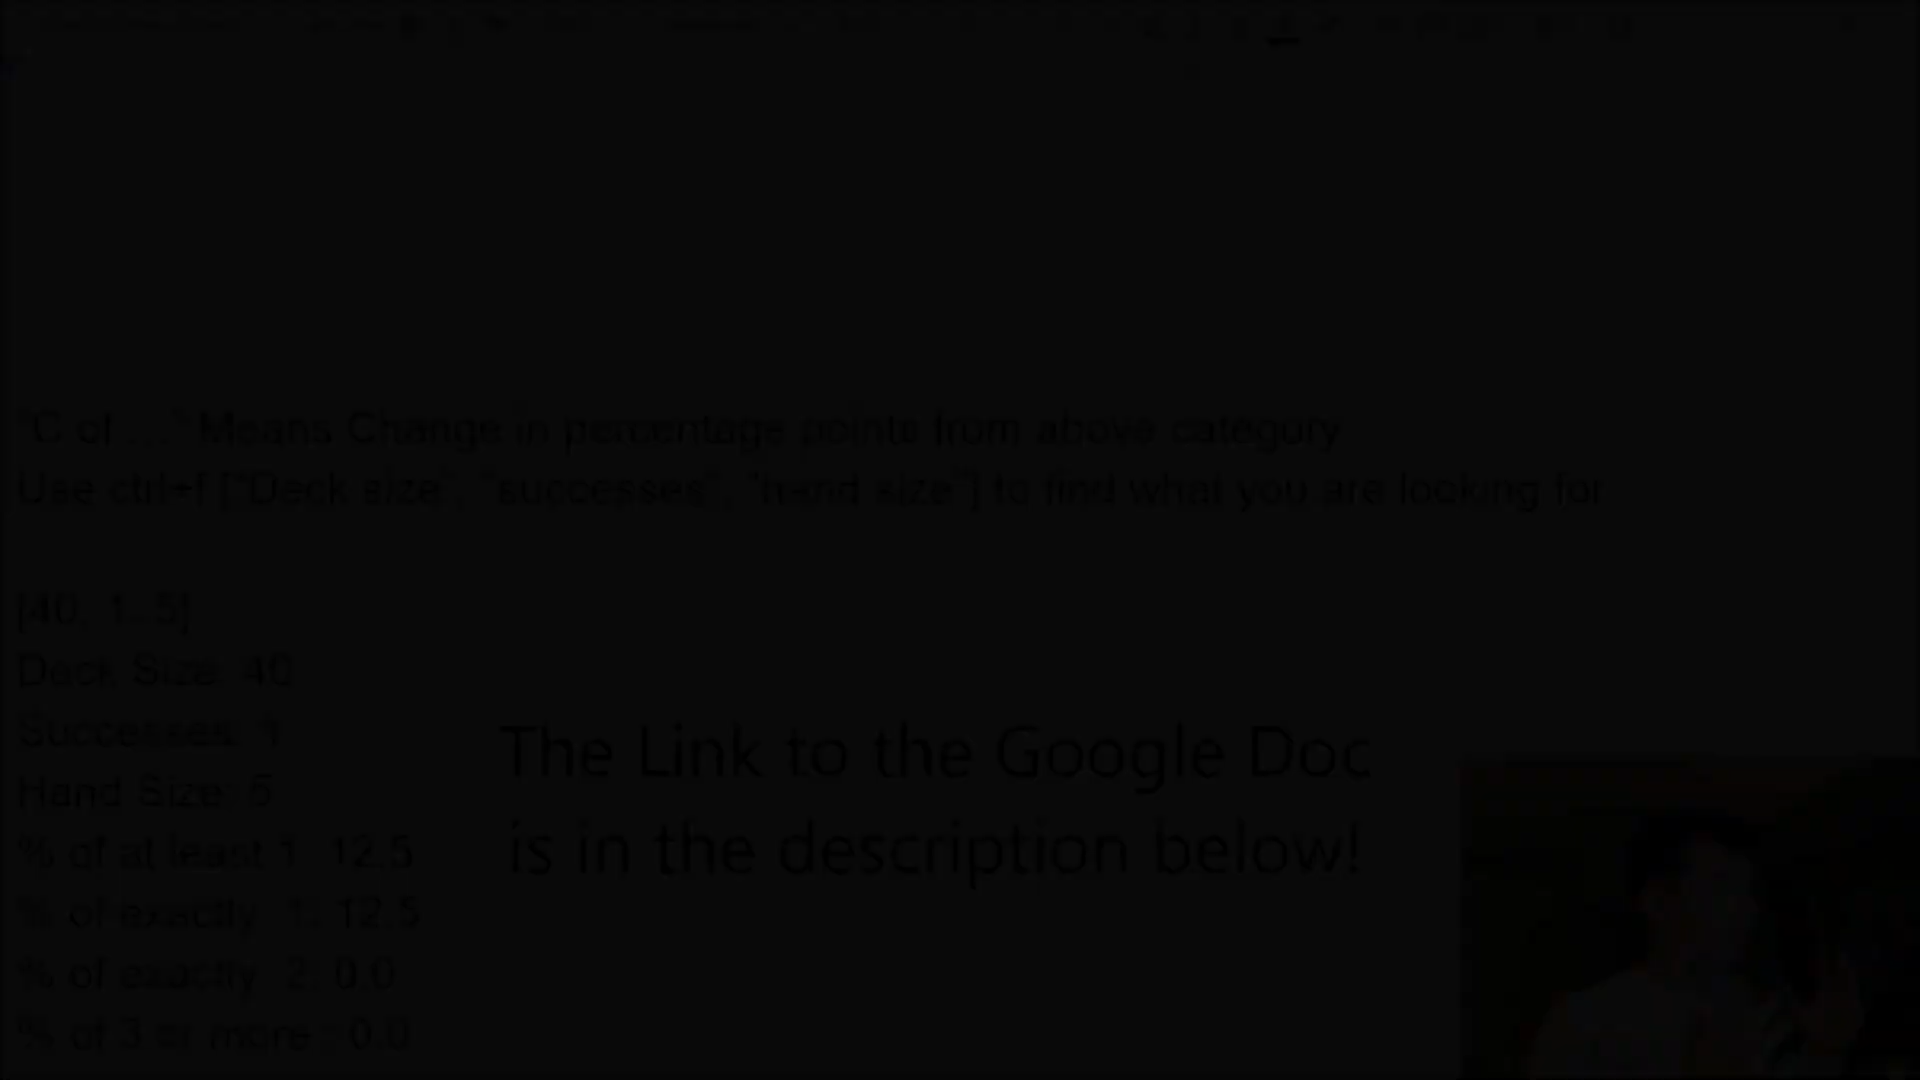 "C of ...." Means Change in percentage points from above category
Use ctrl+f ["Deck size", "successes", "hand size"] to find what you are looking for
[40, 1, 5]
Deck Size: 40
Successes: 1
Hand Size: 5
% of at least 1: 12.5
% of exactly 1: 12.5
% of exactly 2: 0.0
% of 3 or more : 0.0
The Link to the Google Doc
is in the description below!